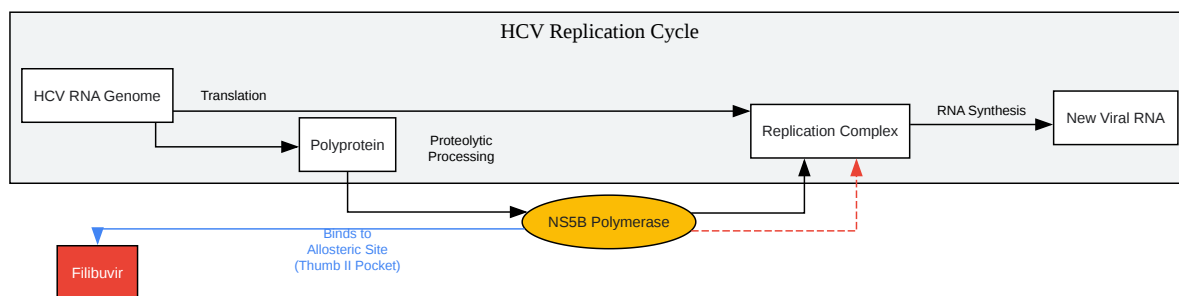 HCV Replication Cycle
HCV RNA Genome
Translation
Polyprotein
Proteolytic
Processing
Replication Complex
RNA Synthesis
New Viral RNA
NS5B Polymerase
Binds to
Allosteric Site
(Thumb II Pocket)
Filibuvir